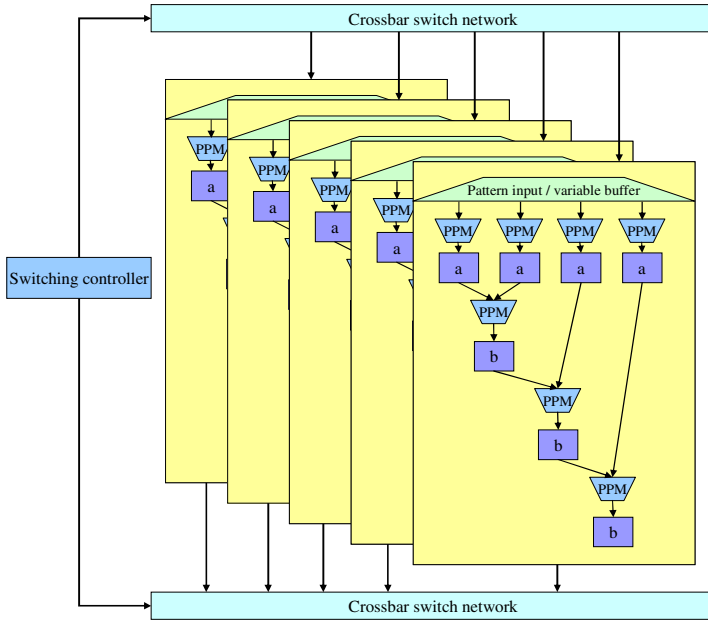 Crossbar switch network
PPM
a
PPM
a
PPM
a
PPM
a
Pattern input / variable buffer
PPM PPM PPM PPM
a a a a
Switching controller
PPM
b
PPM
b
PPM
b
Crossbar switch network